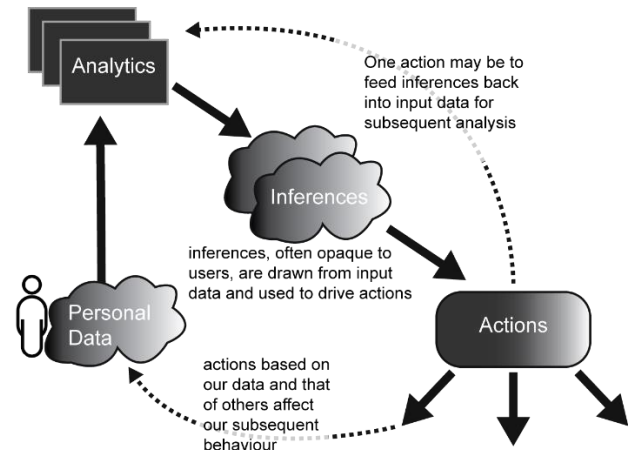 Analytics
One action may be to
feed inferences back
into input data for
subsequent analysis
Inferences
inferences, often opaque to
users, are drawn from input
data and used to drive actions
Personal
Data
Actions
actions based on
our data and that
of others affect
our subsequent
behaviour